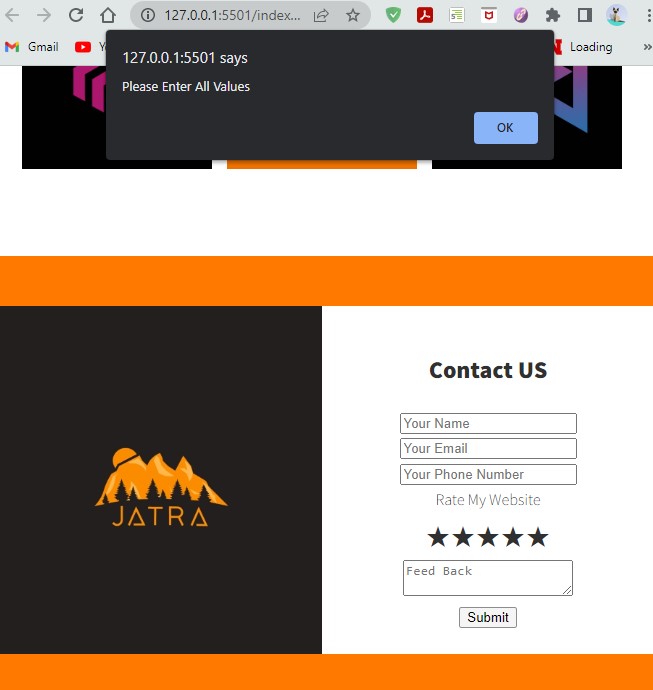 127.0.0.1:5501/index...
Gmail
Loading
»
127.0.0.1:5501 says
Please Enter All Values
OK
JATRA
Contact US
Your Name
Your Email
Your Phone Number
Rate My Website
★★★★★
Feed Back
Submit